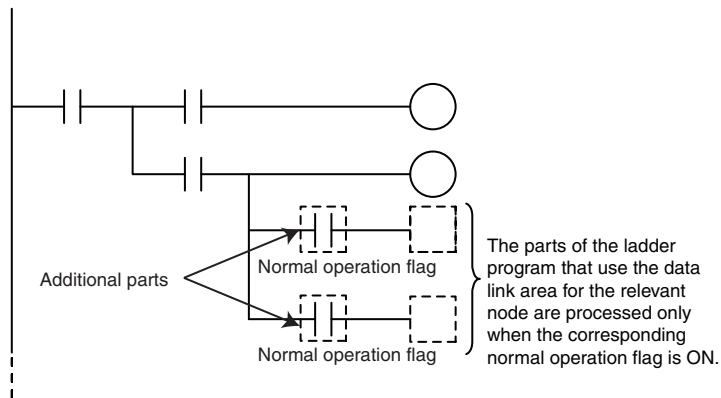 Additional parts
Normal operation flag
Normal operation flag
The parts of the ladder
program that use the data
link area for the relevant
node are processed only
when the corresponding
normal operation flag is ON.